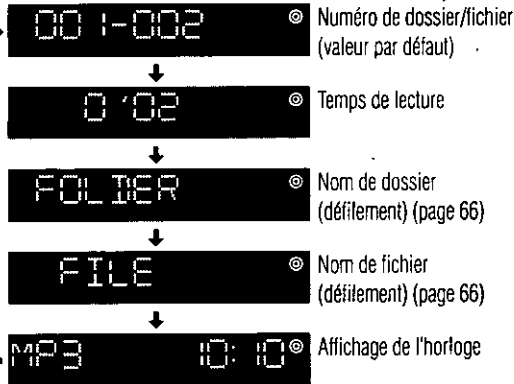 001-002
Numéro de dossier/fichier
(valeur par défaut)
0'02
Temps de lecture
FOLDER
Nom de dossier
(défilement) (page 66)
FILE
Nom de fichier
(défilement) (page 66)
MP3 10:10
Affichage de l'horloge